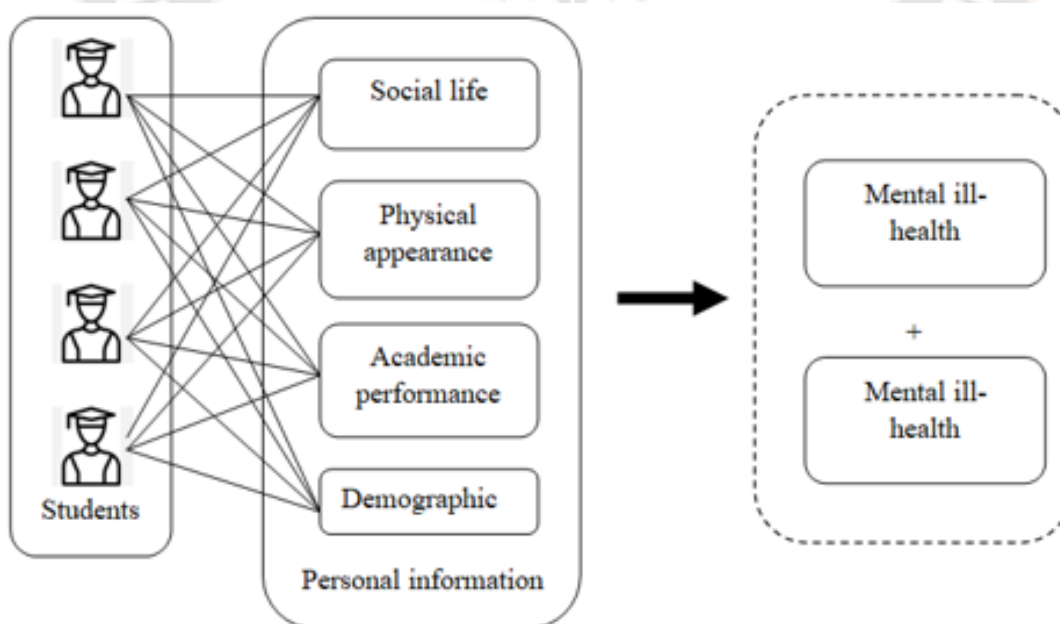 Students
Social life
Physical
appearance
Academic
performance
Demographic
Personal information
Mental ill-
health
+
Mental ill-
health